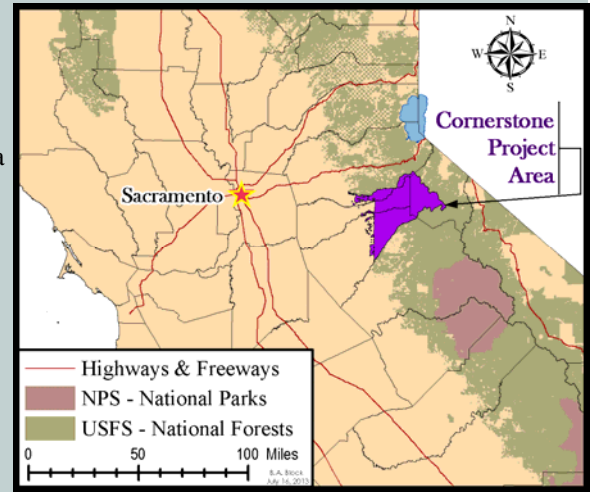 N
W E
S
Cornerstone
Project
Area
a
Sacramento
Highways & Freeways
NPS - National Parks
USFS - National Forests
0 50 100 Miles
B.A. Block
July 16, 2013